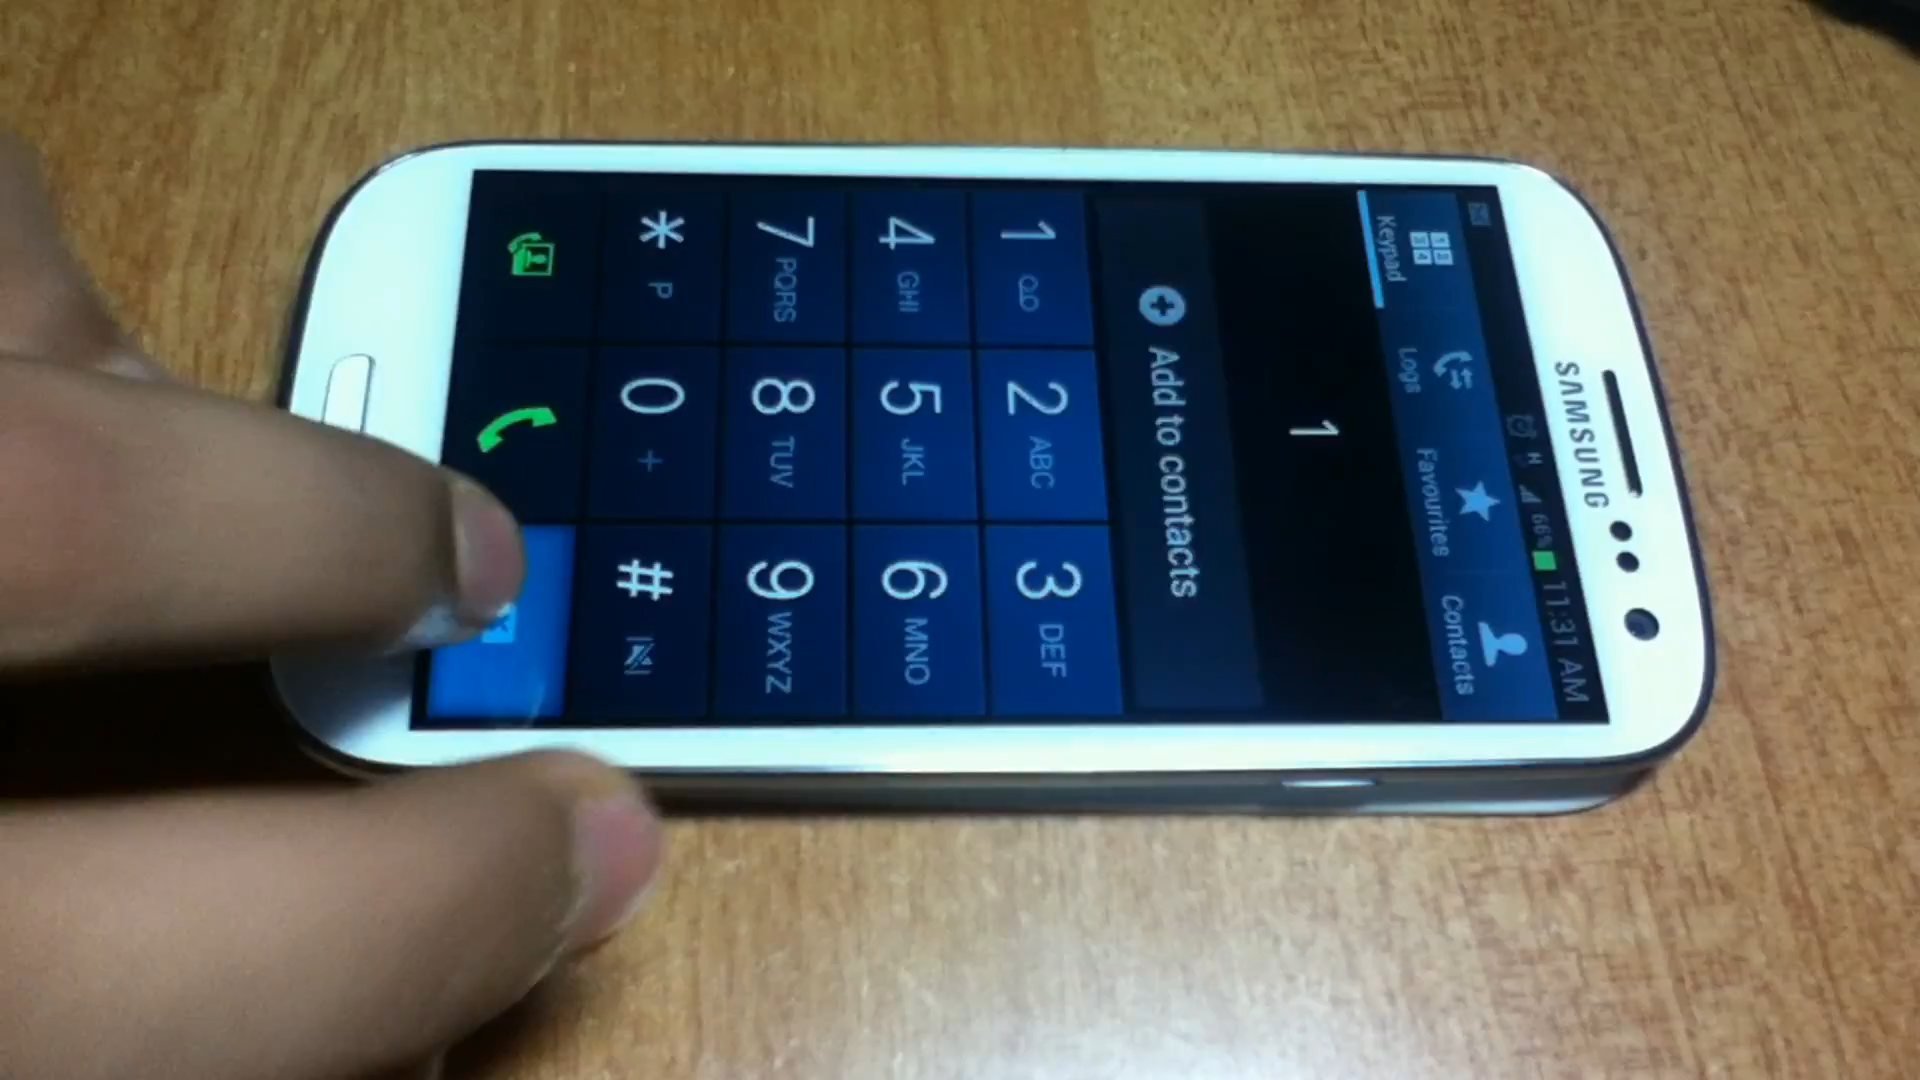 SAMSUNG
66% 11:31 AM
Keypad Logs Favourites Contacts
1
Add to contacts
1 2 ABC 3 DEF
4 GHI 5 JKL 6 MNO
7 PQRS 8 TUV 9 WXYZ
* P 0 + #